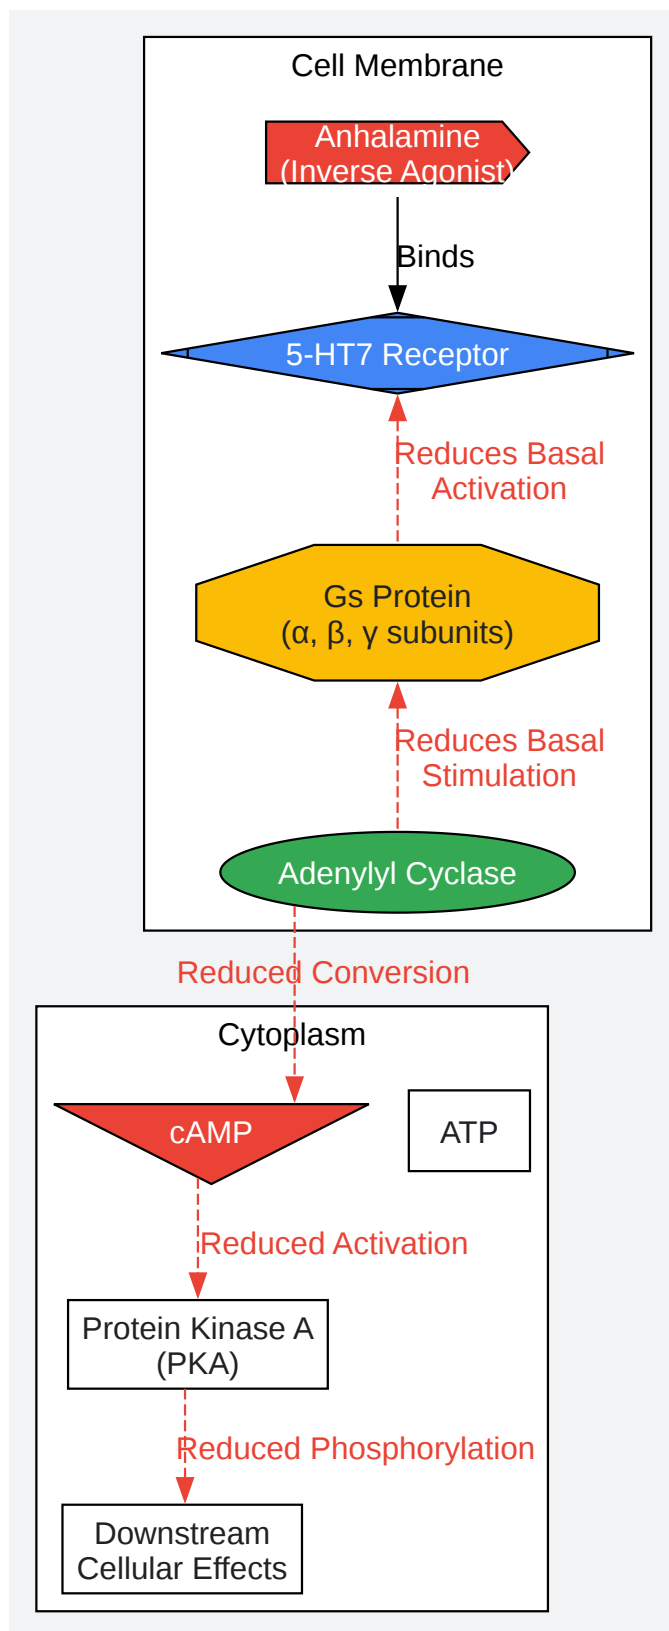 Cell Membrane
Anhalamine
(Inverse Agonist)
Binds
5-HT7 Receptor
Reduces Basal
Activation
Gs Protein
(α, β, γ subunits)
Reduces Basal
Stimulation
Adenylyl Cyclase
Reduced Conversion
Cytoplasm
cAMP
ATP
Reduced Activation
Protein Kinase A
(PKA)
Reduced Phosphorylation
Downstream
Cellular Effects